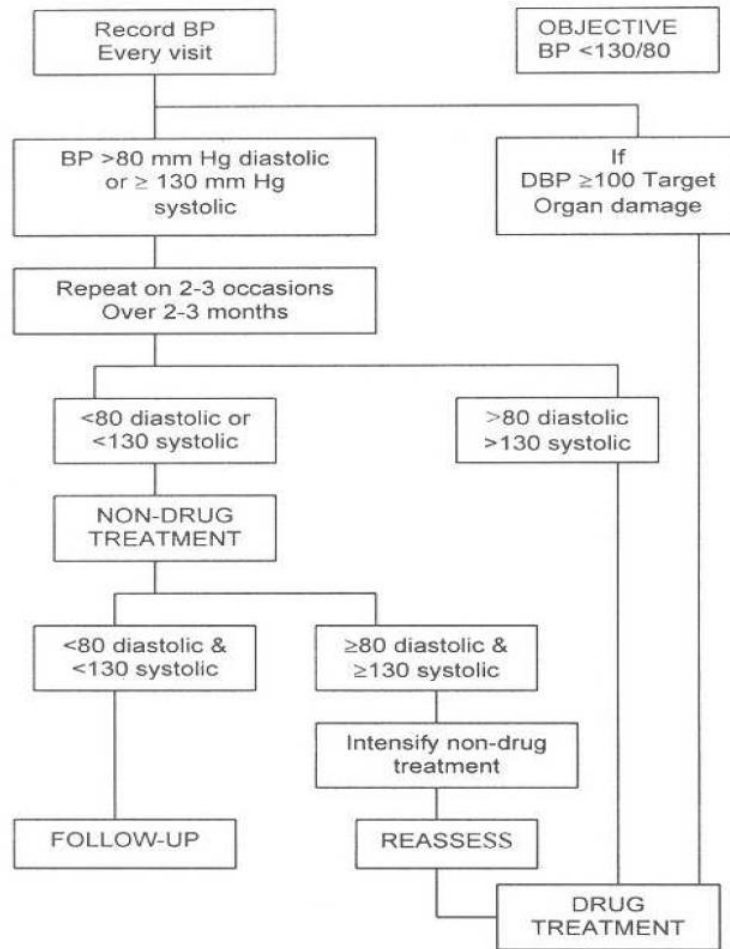 Record BP
Every visit
OBJECTIVE
BP <130/80
BP >80 mm Hg diastolic
or ≥ 130 mm Hg
systolic
If
DBP ≥100 Target
Organ damage
Repeat on 2-3 occasions
Over 2-3 months
<80 diastolic or
<130 systolic
>80 diastolic
>130 systolic
NON-DRUG
TREATMENT
<80 diastolic &
<130 systolic
≥80 diastolic &
≥130 systolic
Intensify non-drug
treatment
FOLLOW-UP
REASSESS
DRUG
TREATMENT